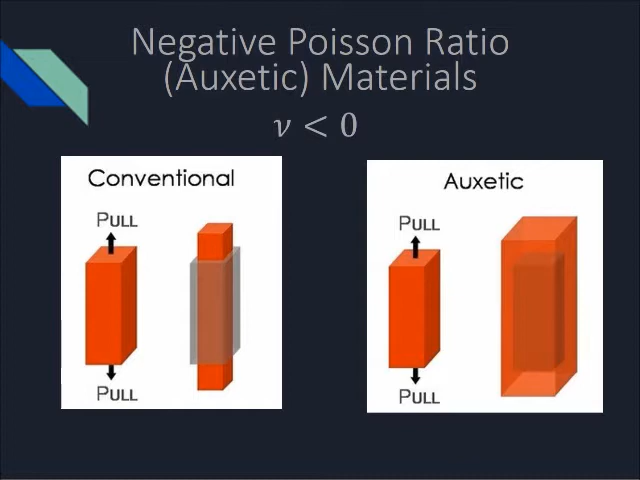 Negative Poisson Ratio
(Auxetic) Materials
ν < 0
Conventional
PULL
PULL
Auxetic
PULL
PULL